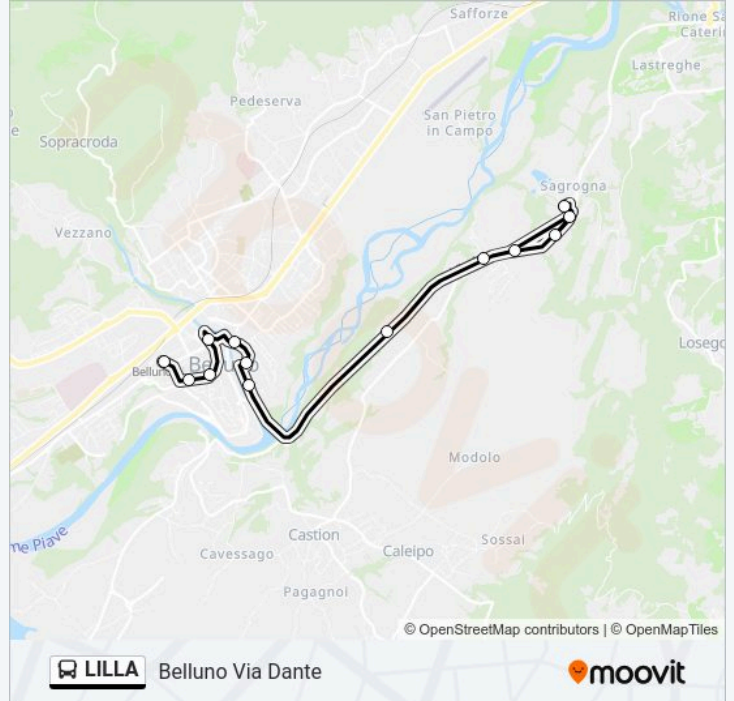 Safforze
Rione Sa
Cateri
Lastreghe
Pedeserva
San Pietro
in Campo
e
Sopracroda
Sagrogna
Vezzano
Losego
Belluno
Belluno
Modolo
me Piave
Castion
Sossai
Cavessago
Caleipo
Pagagnoi
© OpenStreetMap contributors | © OpenMapTiles
LILLA Belluno Via Dante
moovit